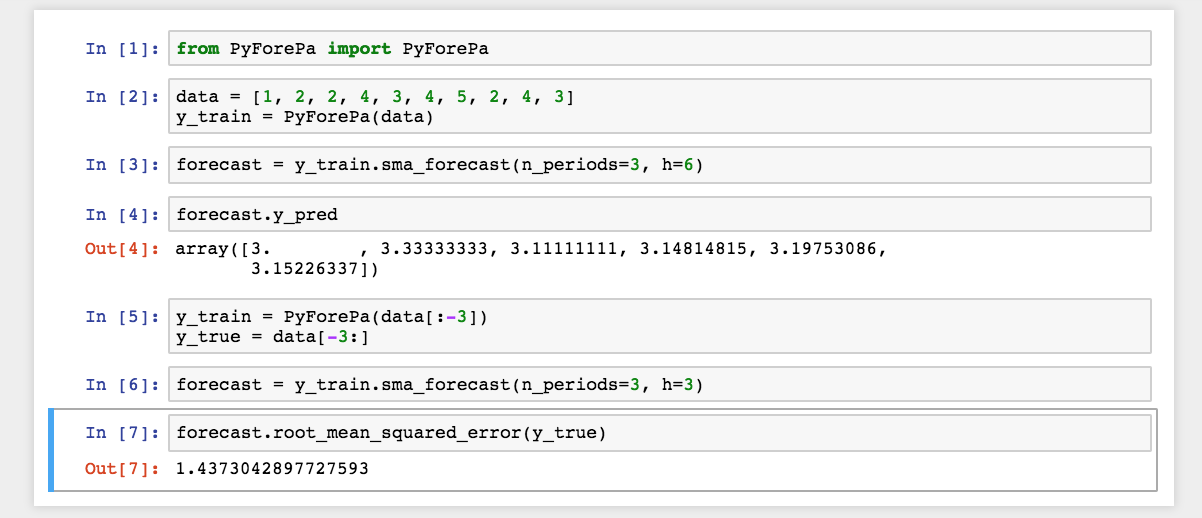 In [1]: from PyForePa import PyForePa
In [2]: data = [1, 2, 2, 4, 3, 4, 5, 2, 4, 3]
y_train = PyForePa(data)
In [3]: forecast = y_train.sma_forecast(n_periods=3, h=6)
In [4]: forecast.y_pred
Out[4]: array([3.        , 3.33333333, 3.11111111, 3.14814815, 3.19753086,
3.15226337])
In [5]: y_train = PyForePa(data[:-3])
y_true = data[-3:]
In [6]: forecast = y_train.sma_forecast(n_periods=3, h=3)
In [7]: forecast.root_mean_squared_error(y_true)
Out[7]: 1.4373042897727593